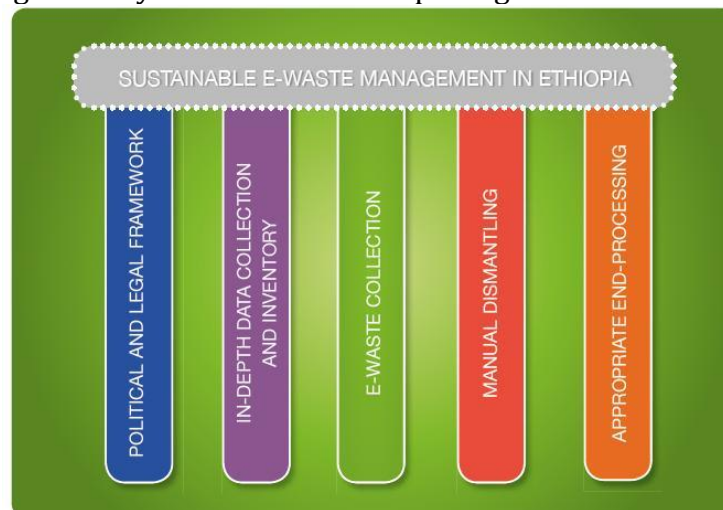 SUSTAINABLE E-WASTE MANAGEMENT IN ETHIOPIA
POLITICAL AND LEGAL FRAMEWORK
IN-DEPTH DATA COLLECTION
AND INVENTORY
E-WASTE COLLECTION
MANUAL DISMANTLING
APPROPRIATE END-PROCESSING